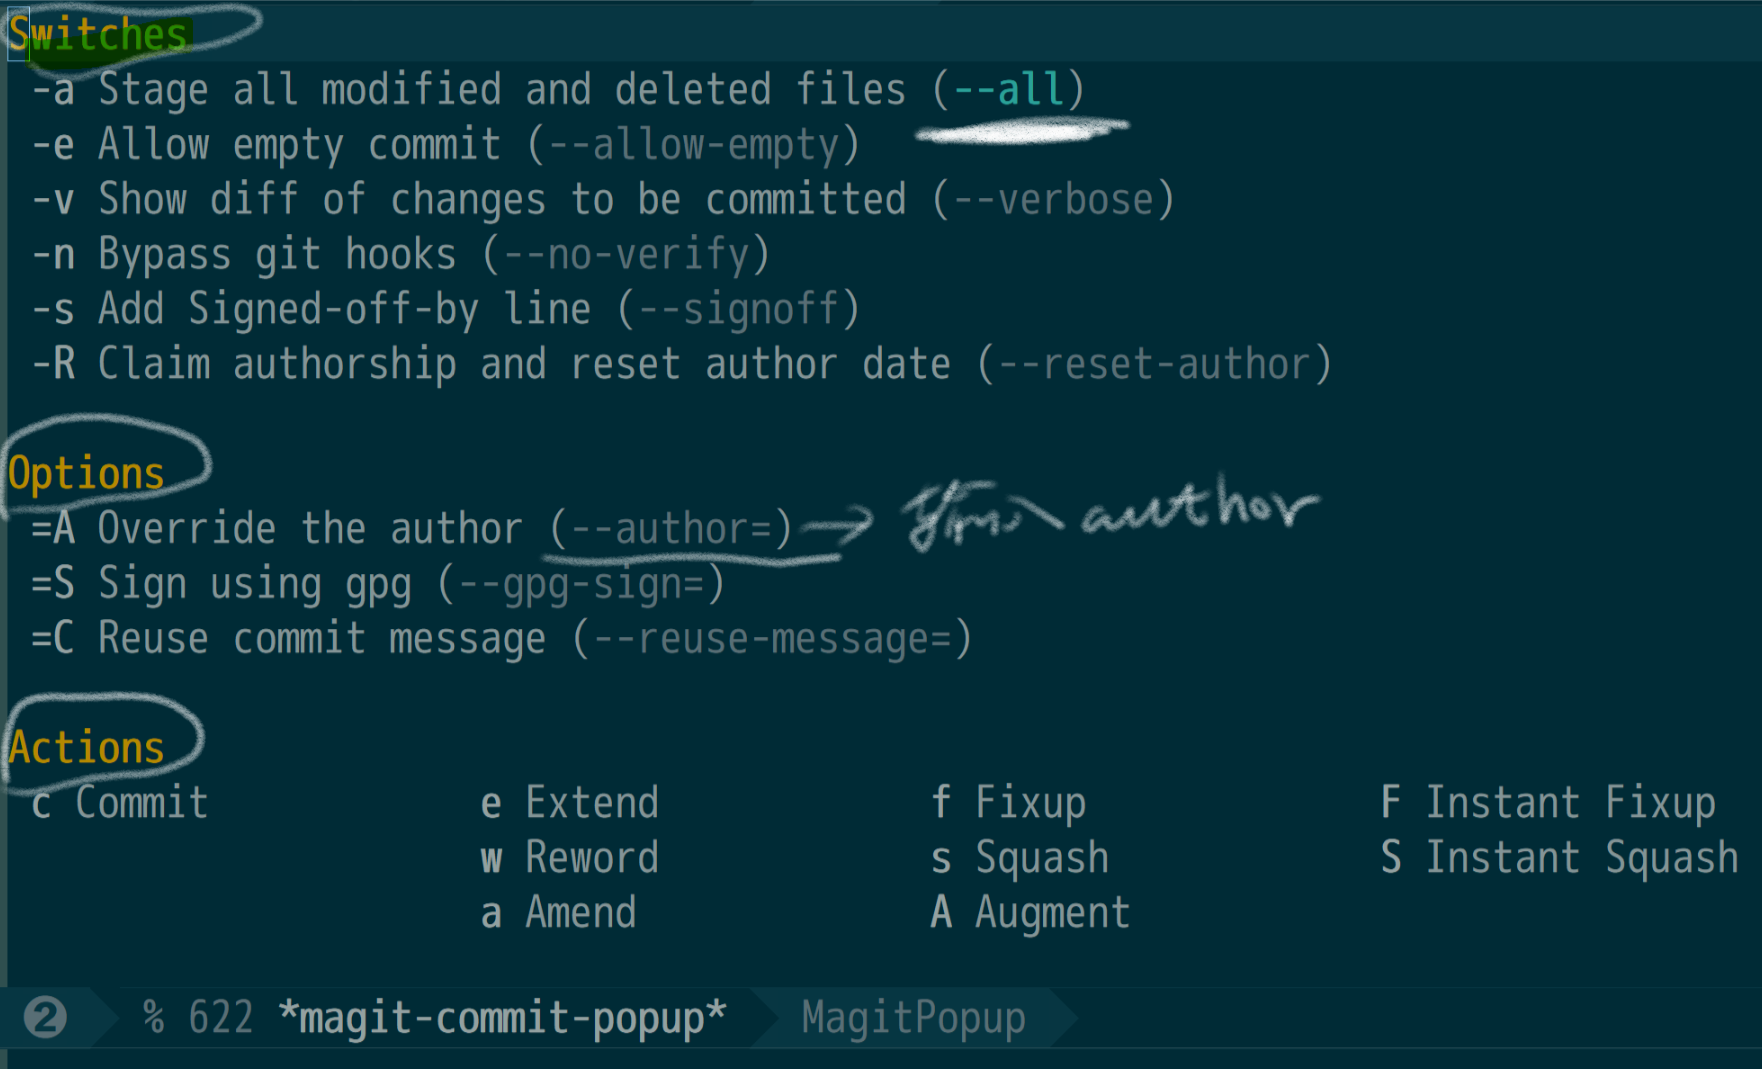 Switches
-a Stage all modified and deleted files (--all)
-e Allow empty commit (--allow-empty)
-v Show diff of changes to be committed (--verbose)
-n Bypass git hooks (--no-verify)
-s Add Signed-off-by line (--signoff)
-R Claim authorship and reset author date (--reset-author)
Options
=A Override the author (--author=) → author
=S Sign using gpg (--gpg-sign=)
=C Reuse commit message (--reuse-message=)
Actions
c Commit e Extend f Fixup F Instant Fixup
w Reword s Squash S Instant Squash
a Amend A Augment
❷ % 622 *magit-commit-popup* MagitPopup